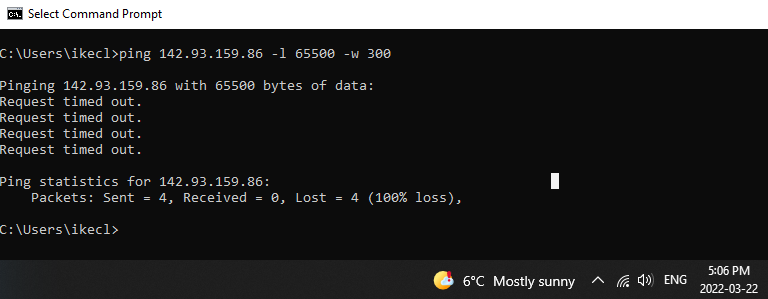 Select Command Prompt
C:\Users\ikecl>ping 142.93.159.86 -l 65500 -w 300
Pinging 142.93.159.86 with 65500 bytes of data:
Request timed out.
Request timed out.
Request timed out.
Request timed out.
Ping statistics for 142.93.159.86:
    Packets: Sent = 4, Received = 0, Lost = 4 (100% loss),
C:\Users\ikecl>
6°C Mostly sunny ENG 5:06 PM
2022-03-22